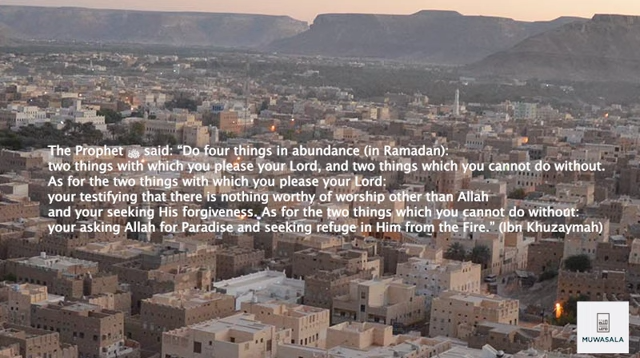 The Prophet ﷺ said: “Do four things in abundance (in Ramadan):
two things with which you please your Lord, and two things which you cannot do without.
As for the two things with which you please your Lord:
your testifying that there is nothing worthy of worship other than Allah
and your seeking His forgiveness. As for the two things which you cannot do without:
your asking Allah for Paradise and seeking refuge in Him from the Fire.” (Ibn Khuzaymah)
MUWASALA